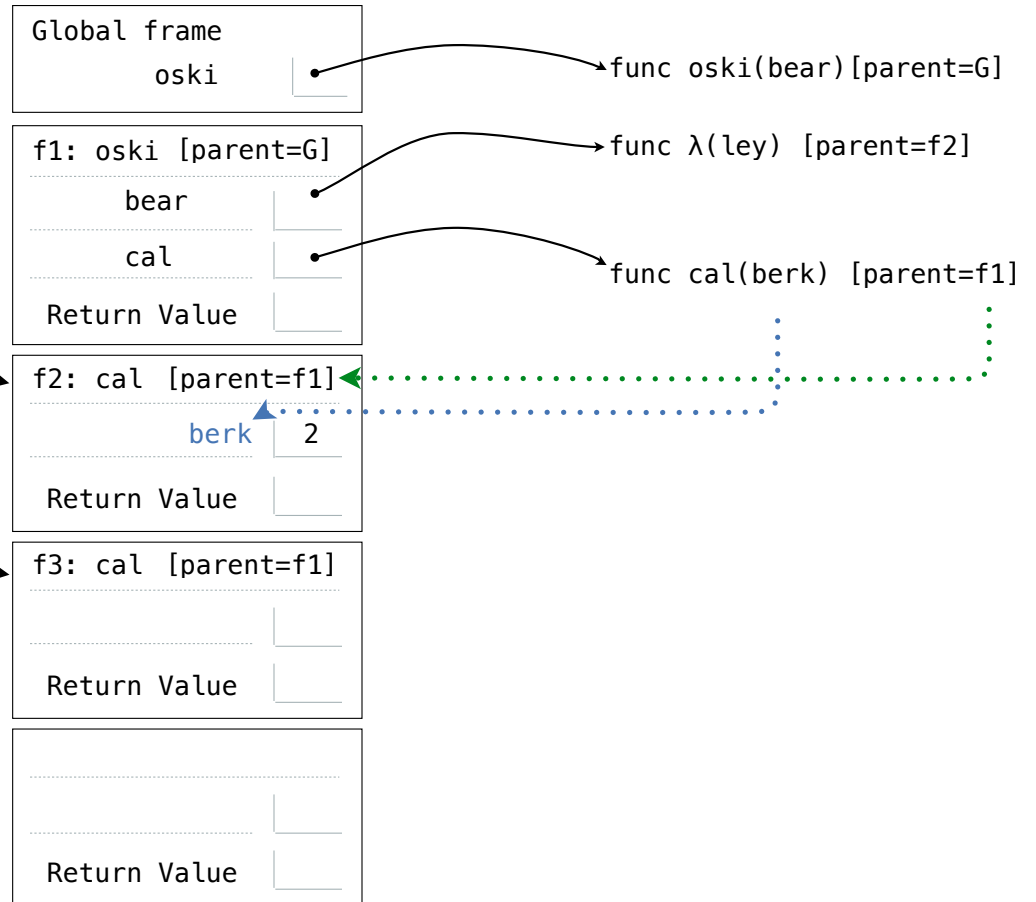 Global frame
oski
func oski(bear)[parent=G]
f1: oski [parent=G]
func λ(ley) [parent=f2]
bear
cal
func cal(berk) [parent=f1]
Return Value
f2: cal [parent=f1]
berk 2
Return Value
f3: cal [parent=f1]
Return Value
Return Value